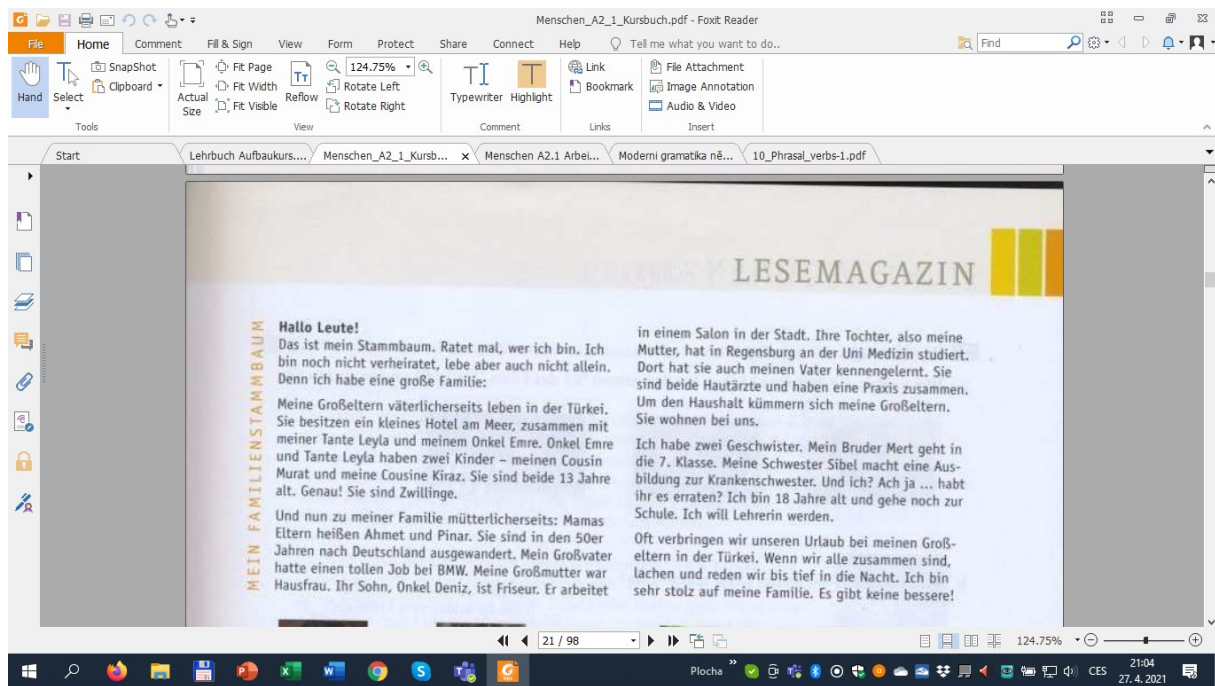 Menschen_A2_1_Kursbuch.pdf - Foxit Reader
File Home Comment Fill & Sign View Form Protect Share Connect Help Tell me what you want to do.. Find
Hand
Select
SnapShot
Clipboard
Tools
Actual Size
Fit Page
Fit Width
Fit Visible
Reflow
124.75%
Rotate Left
Rotate Right
View
Typewriter Highlight
Comment
Link
Bookmark
Links
File Attachment
Image Annotation
Audio & Video
Insert
Start Lehrbuch Aufbaukurs.... Menschen_A2_1_Kursb... x Menschen A2.1 Arbei... Moderni gramatika ně... 10_Phrasal_verbs-1.pdf
LESEMAGAZIN
MEIN FAMILIENSTAMMBAUM
Hallo Leute!
Das ist mein Stammbaum. Ratet mal, wer ich bin. Ich
bin noch nicht verheiratet, lebe aber auch nicht allein.
Denn ich habe eine große Familie:
Meine Großeltern väterlicherseits leben in der Türkei.
Sie besitzen ein kleines Hotel am Meer, zusammen mit
meiner Tante Leyla und meinem Onkel Emre. Onkel Emre
und Tante Leyla haben zwei Kinder – meinen Cousin
Murat und meine Cousine Kiraz. Sie sind beide 13 Jahre
alt. Genau! Sie sind Zwillinge.
Und nun zu meiner Familie mütterlicherseits: Mamas
Eltern heißen Ahmet und Pinar. Sie sind in den 50er
Jahren nach Deutschland ausgewandert. Mein Großvater
hatte einen tollen Job bei BMW. Meine Großmutter war
Hausfrau. Ihr Sohn, Onkel Deniz, ist Friseur. Er arbeitet
in einem Salon in der Stadt. Ihre Tochter, also meine
Mutter, hat in Regensburg an der Uni Medizin studiert.
Dort hat sie auch meinen Vater kennengelernt. Sie
sind beide Hautärzte und haben eine Praxis zusammen.
Um den Haushalt kümmern sich meine Großeltern.
Sie wohnen bei uns.
Ich habe zwei Geschwister. Mein Bruder Mert geht in
die 7. Klasse. Meine Schwester Sibel macht eine Aus-
bildung zur Krankenschwester. Und ich? Ach ja ... habt
ihr es erraten? Ich bin 18 Jahre alt und gehe noch zur
Schule. Ich will Lehrerin werden.
Oft verbringen wir unseren Urlaub bei meinen Groß-
eltern in der Türkei. Wenn wir alle zusammen sind,
lachen und reden wir bis tief in die Nacht. Ich bin
sehr stolz auf meine Familie. Es gibt keine bessere!
21 / 98
124.75%
Plocha
CES
21:04
27. 4. 2021